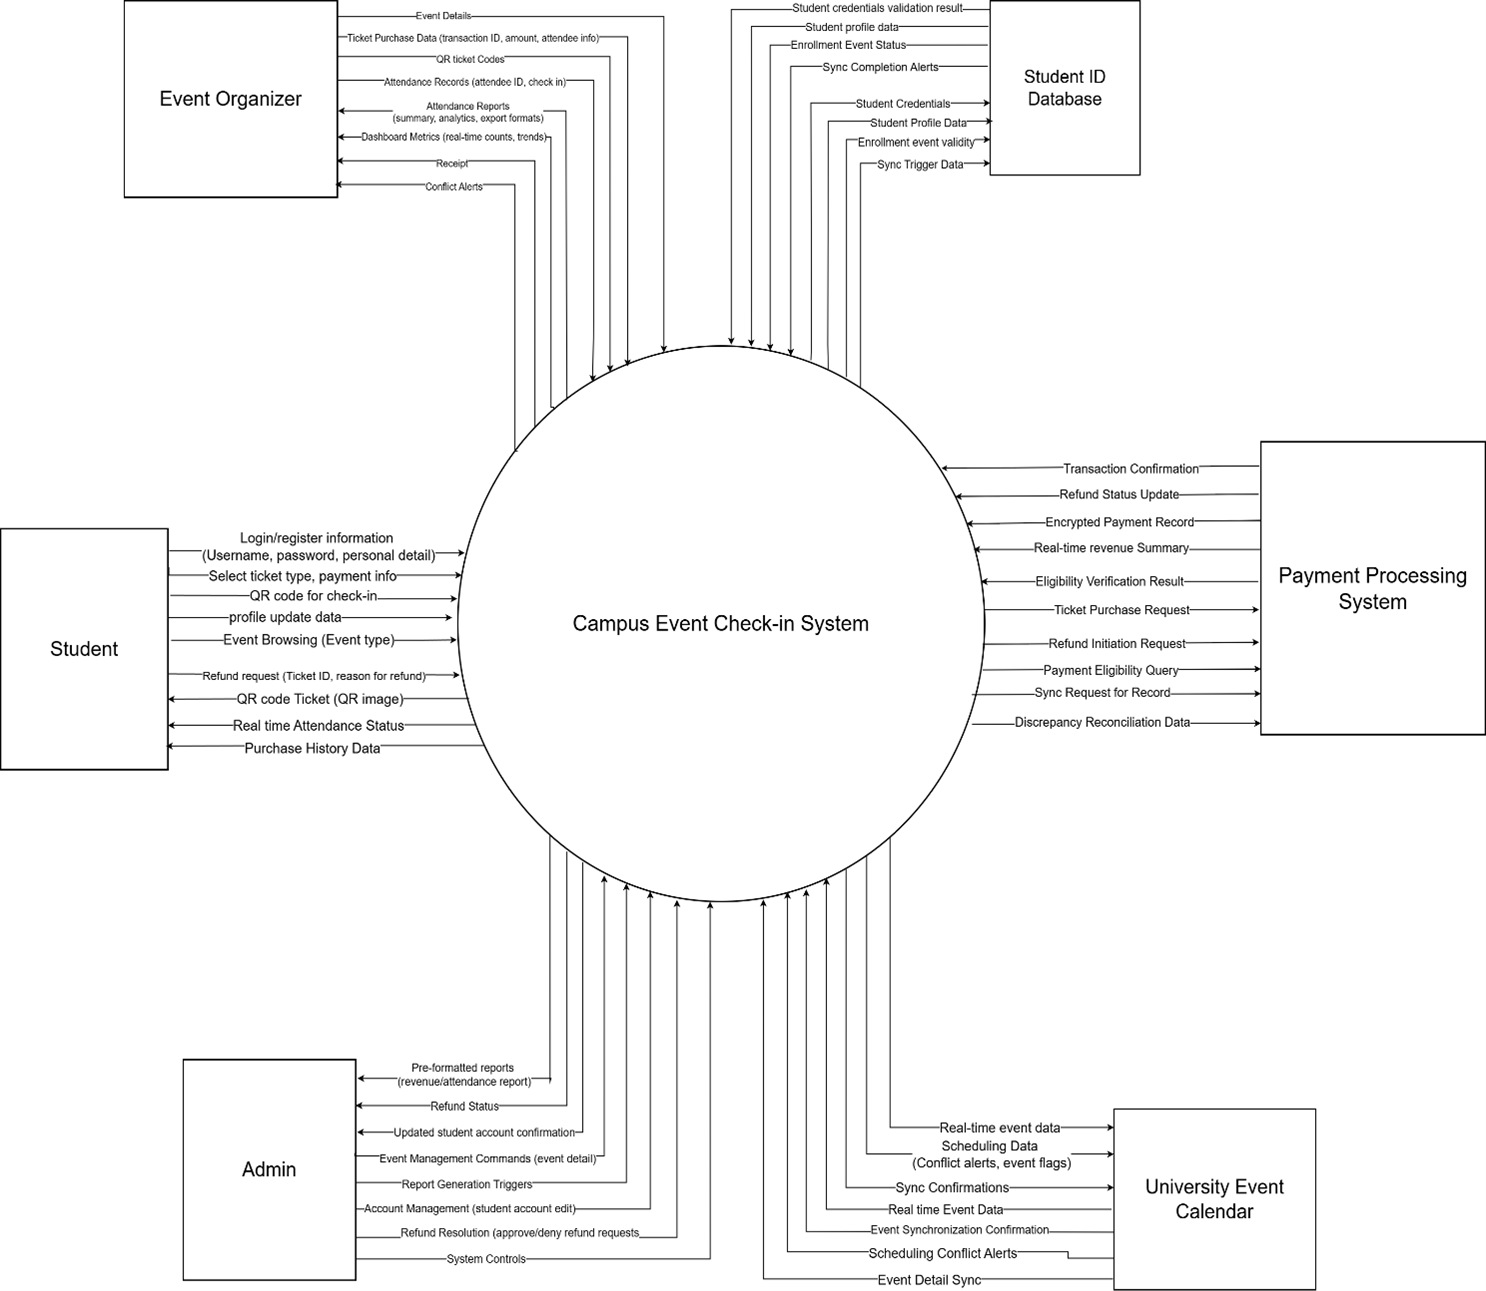 Event Organizer
Event Details
Ticket Purchase Data (transaction ID, amount, attendee info)
QR ticket Codes
Attendance Records (attendee ID, check in)
Attendance Reports
(summary, analytics, export formats)
Dashboard Metrics (real-time counts, trends)
Receipt
Conflict Alerts
Student credentials validation result
Student profile data
Enrollment Event Status
Sync Completion Alerts
Student Credentials
Student Profile Data
Enrollment event validity
Sync Trigger Data
Student ID
Database
Student
Login/register information
(Username, password, personal detail)
Select ticket type, payment info
QR code for check-in
profile update data
Event Browsing (Event type)
Refund request (Ticket ID, reason for refund)
QR code Ticket (QR image)
Real time Attendance Status
Purchase History Data
Campus Event Check-in System
Transaction Confirmation
Refund Status Update
Encrypted Payment Record
Real-time revenue Summary
Eligibility Verification Result
Ticket Purchase Request
Refund Initiation Request
Payment Eligibility Query
Sync Request for Record
Discrepancy Reconciliation Data
Payment Processing
System
Admin
Pre-formatted reports
(revenue/attendance report)
Refund Status
Updated student account confirmation
Event Management Commands (event detail)
Report Generation Triggers
Account Management (student account edit)
Refund Resolution (approve/deny refund requests
System Controls
Real-time event data
Scheduling Data
(Conflict alerts, event flags)
Sync Confirmations
Real time Event Data
Event Synchronization Confirmation
Scheduling Conflict Alerts
Event Detail Sync
University Event
Calendar